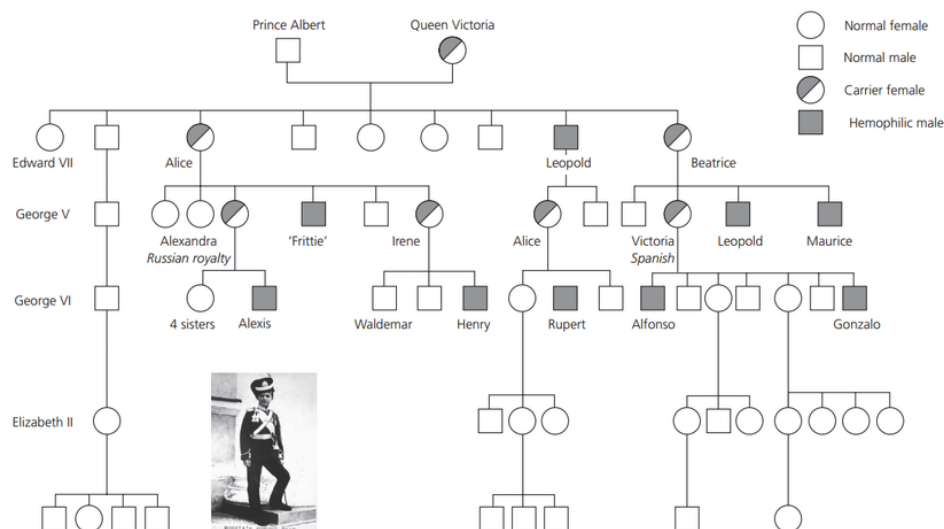 Prince Albert
Queen Victoria
Normal female
Normal male
Carrier female
Hemophilic male
Edward VII
Alice
Leopold
Beatrice
George V
Alexandra
Russian royalty
'Frittie'
Irene
Alice
Victoria
Spanish
Leopold
Maurice
George VI
4 sisters
Alexis
Waldemar
Henry
Rupert
Alfonso
Gonzalo
Elizabeth II